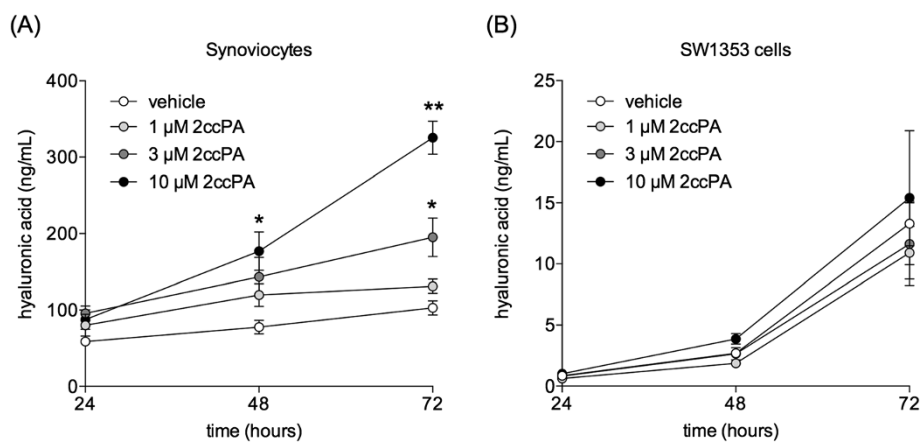 (A)
Synoviocytes
hyaluronic acid (ng/mL)
400
300
200
100
0
vehicle
1 µM 2ccPA
3 µM 2ccPA
10 µM 2ccPA
*
**
*
24 48 72
time (hours)
(B)
SW1353 cells
hyaluronic acid (ng/mL)
25
20
15
10
5
0
vehicle
1 µM 2ccPA
3 µM 2ccPA
10 µM 2ccPA
24 48 72
time (hours)